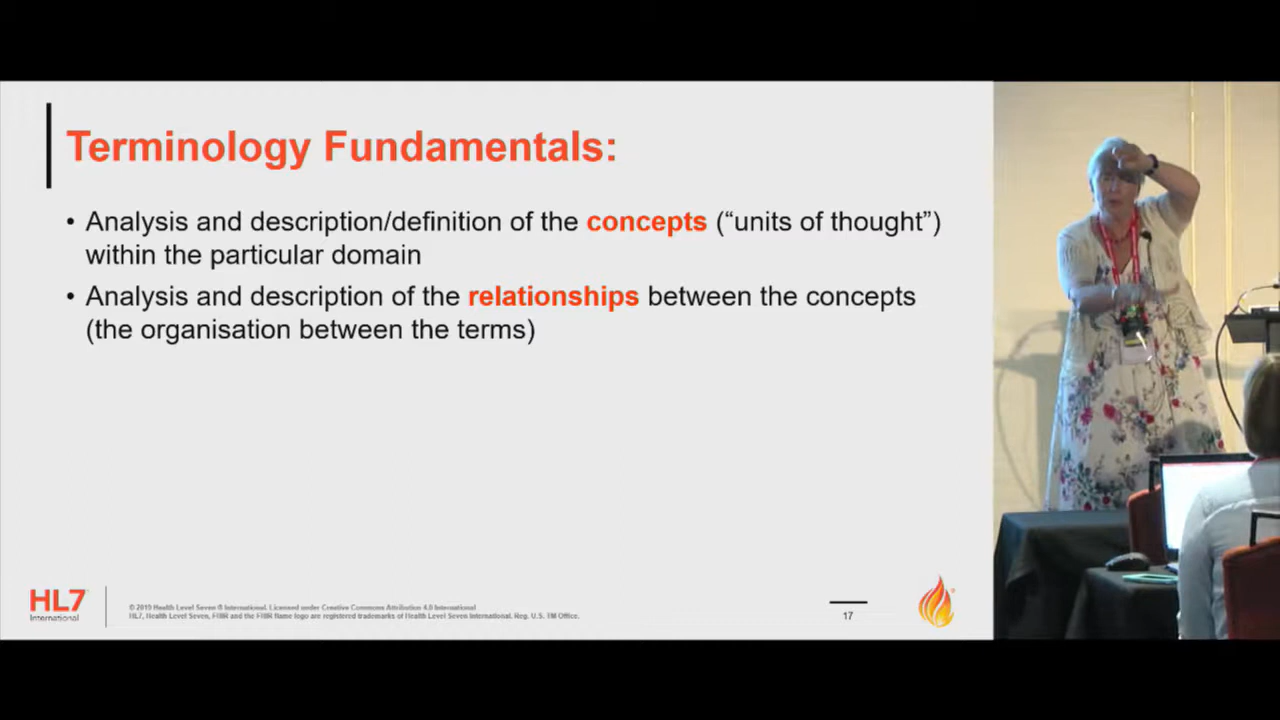 Terminology Fundamentals:
• Analysis and description/definition of the concepts (“units of thought”)
within the particular domain
• Analysis and description of the relationships between the concepts
(the organisation between the terms)
HL7
International
© 2019 Health Level Seven ® International. Licensed under Creative Commons Attribution 4.0 International
HL7, Health Level Seven, FHIR and the FHIR flame logo are registered trademarks of Health Level Seven International. Reg. U.S. TM Office.
17